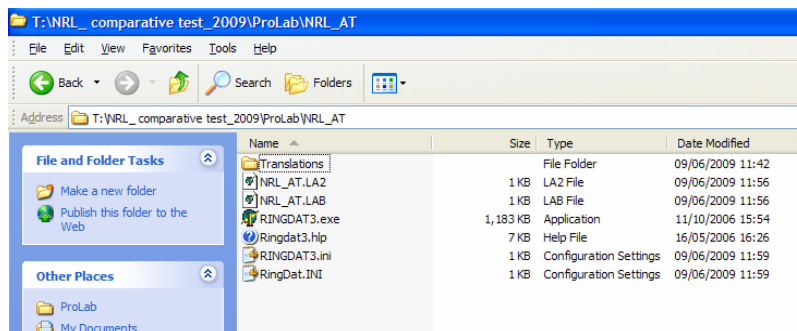 T:\NRL_ comparative test_2009\ProLab\NRL_AT
File Edit View Favorites Tools Help
Back Search Folders
Address T:\NRL_ comparative test_2009\ProLab\NRL_AT
File and Folder Tasks
Make a new folder
Publish this folder to the
Web
Other Places
ProLab
My Documents
Name Size Type Date Modified
Translations File Folder 09/06/2009 11:42
NRL_AT.LA2 1 KB LA2 File 09/06/2009 11:56
NRL_AT.LAB 1 KB LAB File 09/06/2009 11:56
RINGDAT3.exe 1,183 KB Application 11/10/2006 15:54
Ringdat3.hlp 7 KB Help File 16/05/2006 16:26
RINGDAT3.ini 1 KB Configuration Settings 09/06/2009 11:59
RingDat.INI 1 KB Configuration Settings 09/06/2009 11:59